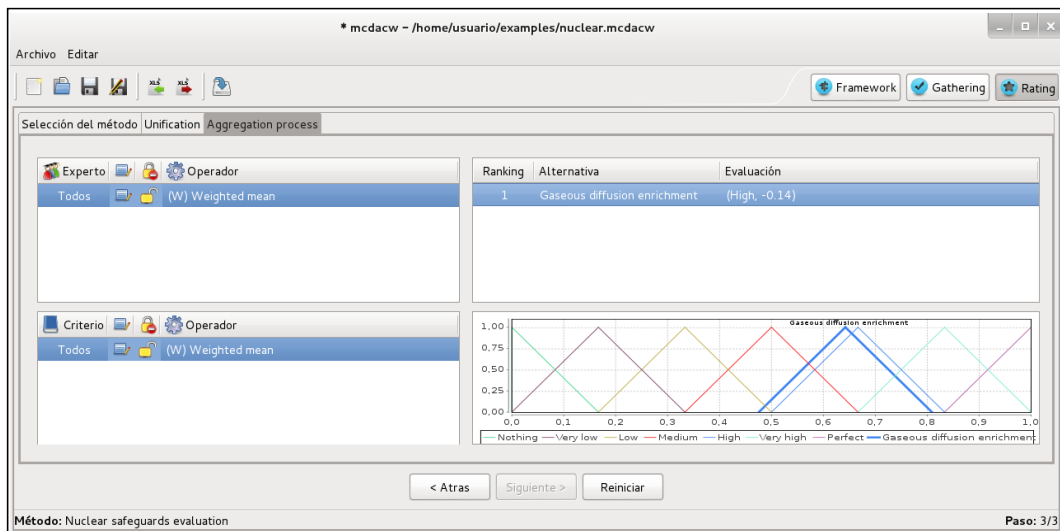 * mcdacw - /home/usuario/examples/nuclear.mcdacw
Archivo Editar
XLS XLS Framework Gathering Rating
Selección del método Unification Aggregation process
Experto Operador
Todos (W) Weighted mean
Ranking Alternativa Evaluación
1 Gaseous diffusion enrichment (High, -0.14)
Criterio Operador
Todos (W) Weighted mean
Gaseous diffusion enrichment
1,00
0,75
0,50
0,25
0,00
0,0 0,1 0,2 0,3 0,4 0,5 0,6 0,7 0,8 0,9 1,0
Nothing Very low Low Medium High Very high Perfect Gaseous diffusion enrichment
< Atras Siguiente > Reiniciar
Método: Nuclear safeguards evaluation Paso: 3/3